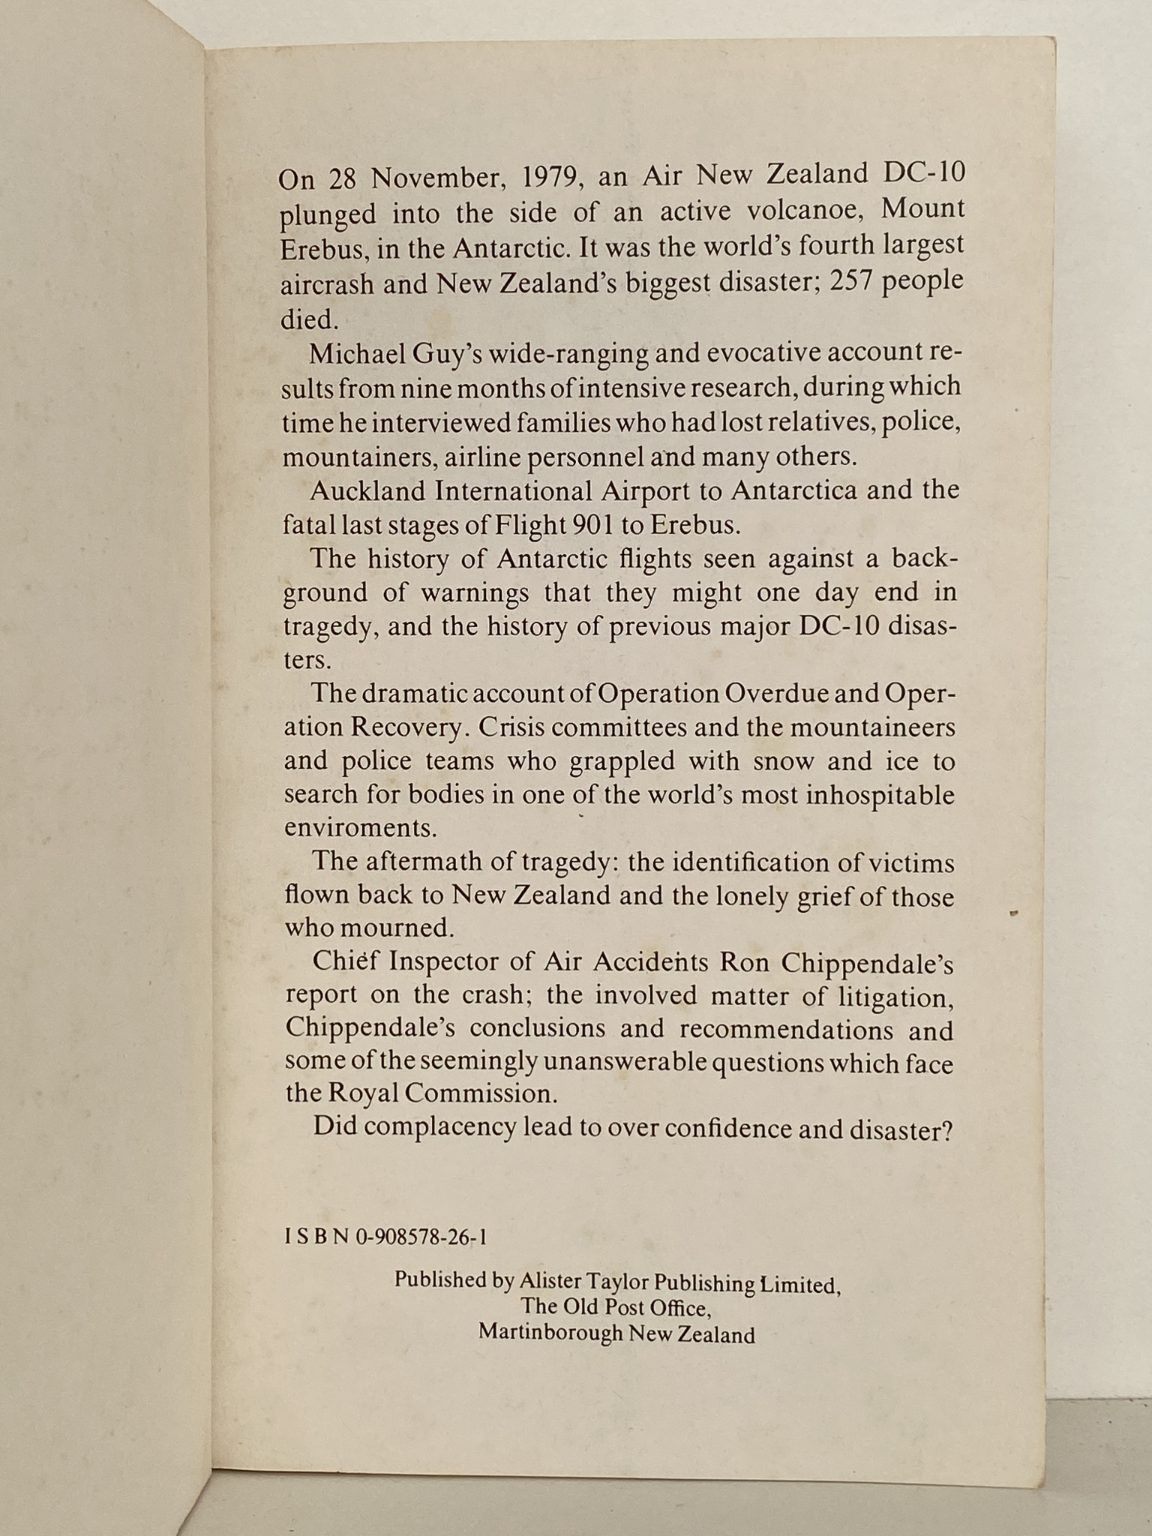 On 28 November, 1979, an Air New Zealand DC-10
plunged into the side of an active volcanoe, Mount
Erebus, in the Antarctic. It was the world's fourth largest
aircrash and New Zealand's biggest disaster; 257 people
died.
Michael Guy's wide-ranging and evocative account re-
sults from nine months of intensive research, during which
time he interviewed families who had lost relatives, police,
mountainers, airline personnel and many others.
Auckland International Airport to Antarctica and the
fatal last stages of Flight 901 to Erebus.
The history of Antarctic flights seen against a back-
ground of warnings that they might one day end in
tragedy, and the history of previous major DC-10 disas-
ters.
The dramatic account of Operation Overdue and Oper-
ation Recovery. Crisis committees and the mountaineers
and police teams who grappled with snow and ice to
search for bodies in one of the world's most inhospitable
enviroments.
The aftermath of tragedy: the identification of victims
flown back to New Zealand and the lonely grief of those
who mourned.
Chief Inspector of Air Accidents Ron Chippendale's
report on the crash; the involved matter of litigation,
Chippendale's conclusions and recommendations and
some of the seemingly unanswerable questions which face
the Royal Commission.
Did complacency lead to over confidence and disaster?
I S B N 0-908578-26-1
Published by Alister Taylor Publishing Limited,
The Old Post Office,
Martinborough New Zealand